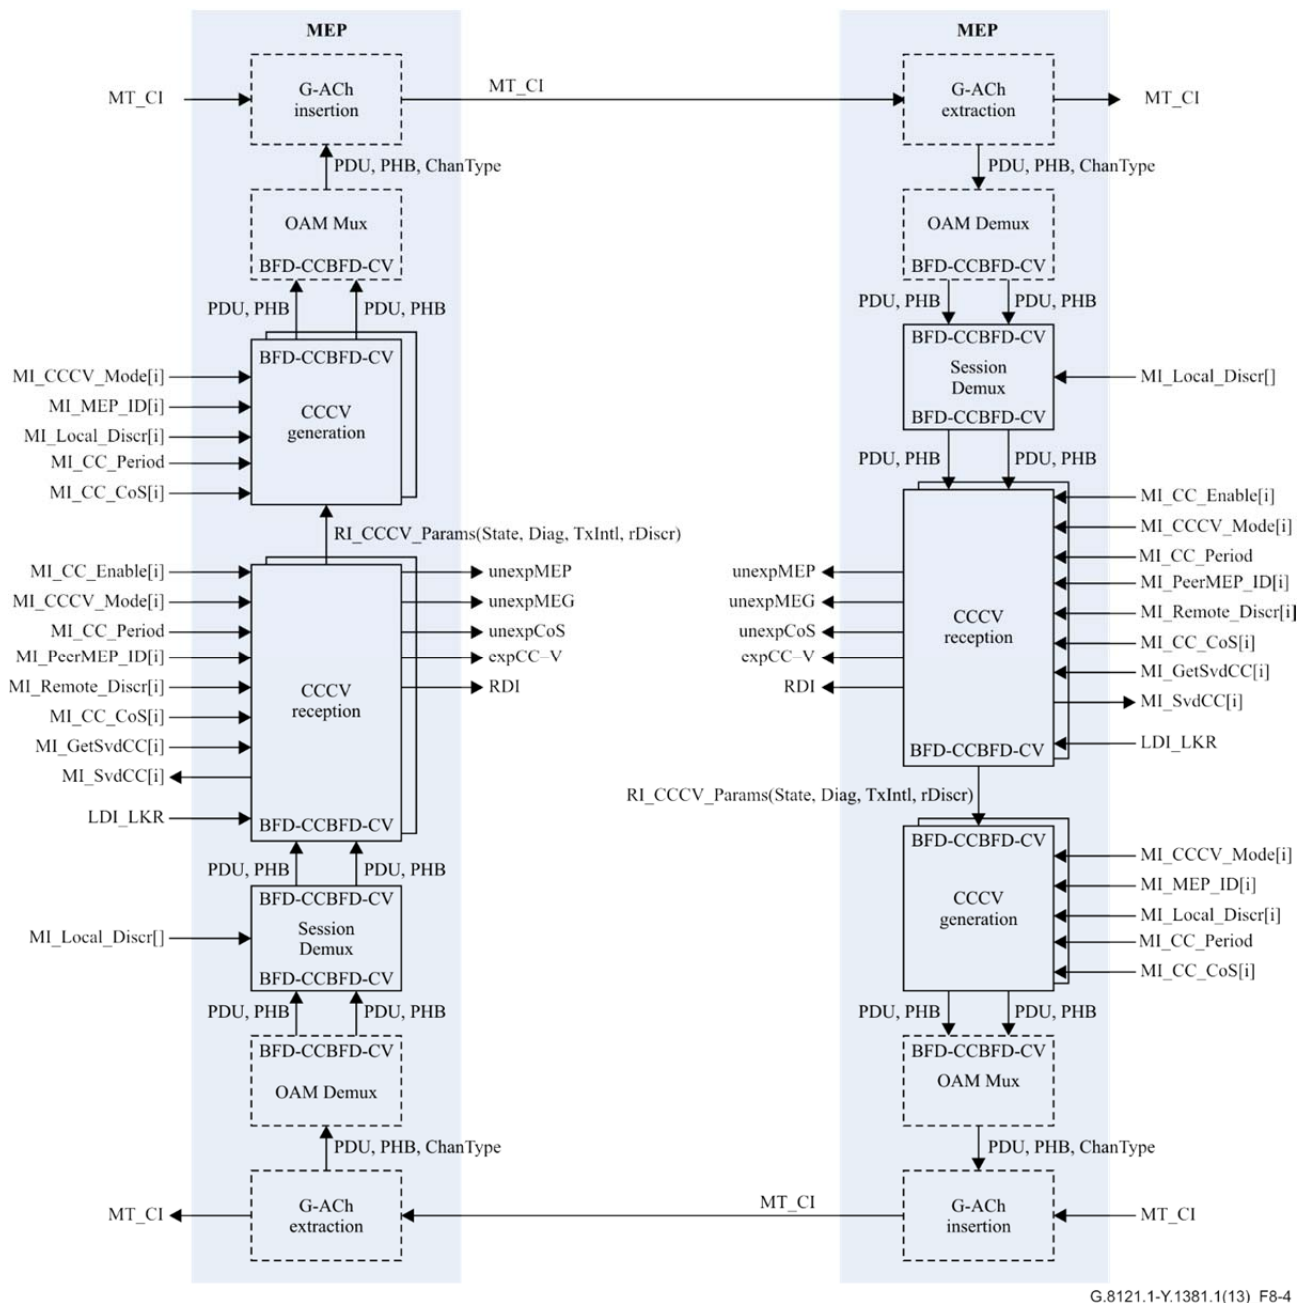 MEP
MEP
MT_CI
G-ACh
insertion
MT_CI
G-ACh
extraction
MT_CI
PDU, PHB, ChanType
PDU, PHB, ChanType
OAM Mux
BFD-CCBFD-CV
OAM Demux
BFD-CCBFD-CV
PDU, PHB
PDU, PHB
PDU, PHB
PDU, PHB
BFD-CCBFD-CV
CCCV
generation
MI_CCCV_Mode[i]
MI_MEP_ID[i]
MI_Local_Discr[i]
MI_CC_Period
MI_CC_CoS[i]
BFD-CCBFD-CV
Session
Demux
BFD-CCBFD-CV
MI_Local_Discr[]
PDU, PHB
PDU, PHB
RI_CCCV_Params(State, Diag, TxIntl, rDiscr)
MI_CC_Enable[i]
MI_CCCV_Mode[i]
MI_CC_Period
MI_PeerMEP_ID[i]
MI_Remote_Discr[i]
MI_CC_CoS[i]
MI_GetSvdCC[i]
MI_SvdCC[i]
LDI_LKR
CCCV
reception
BFD-CCBFD-CV
unexpMEP
unexpMEG
unexpCoS
expCC–V
RDI
unexpMEP
unexpMEG
unexpCoS
expCC–V
RDI
CCCV
reception
BFD-CCBFD-CV
MI_CC_Enable[i]
MI_CCCV_Mode[i]
MI_CC_Period
MI_PeerMEP_ID[i]
MI_Remote_Discr[i]
MI_CC_CoS[i]
MI_GetSvdCC[i]
MI_SvdCC[i]
LDI_LKR
RI_CCCV_Params(State, Diag, TxIntl, rDiscr)
PDU, PHB
PDU, PHB
BFD-CCBFD-CV
Session
Demux
BFD-CCBFD-CV
MI_Local_Discr[]
BFD-CCBFD-CV
CCCV
generation
MI_CCCV_Mode[i]
MI_MEP_ID[i]
MI_Local_Discr[i]
MI_CC_Period
MI_CC_CoS[i]
PDU, PHB
PDU, PHB
PDU, PHB
PDU, PHB
BFD-CCBFD-CV
OAM Demux
BFD-CCBFD-CV
OAM Mux
PDU, PHB, ChanType
PDU, PHB, ChanType
MT_CI
G-ACh
extraction
MT_CI
G-ACh
insertion
MT_CI
G.8121.1-Y.1381.1(13)_F8-4